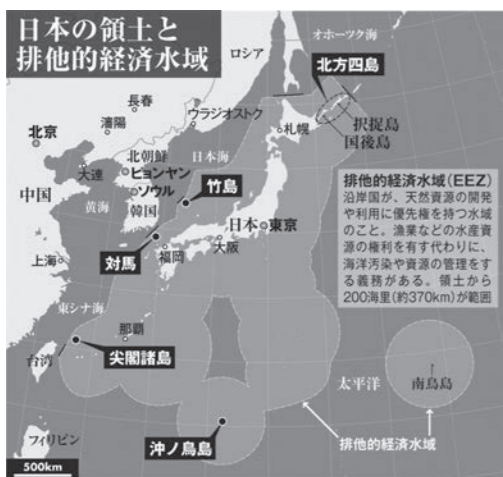 日本の領土と
排他的経済水域
ロシア
オホーツク海
北方四島
長春
ウラジオストク
瀋陽
札幌
択捉島
国後島
北京
北朝鮮
日本海
大連
ピョンヤン
ソウル
竹島
中国
黄海
韓国
日本
東京
対馬
福岡
大阪
上海
排他的経済水域(EEZ)
沿岸国が、天然資源の開発
や利用に優先権を持つ水域
のこと。漁業などの水産資
源の権利を有す代わりに、
海洋汚染や資源の管理をす
る義務がある。領土から
200海里(約370km)が範囲
東シナ海
那覇
台湾
尖閣諸島
太平洋
南鳥島
沖ノ鳥島
排他的経済水域
フィリピン
500km